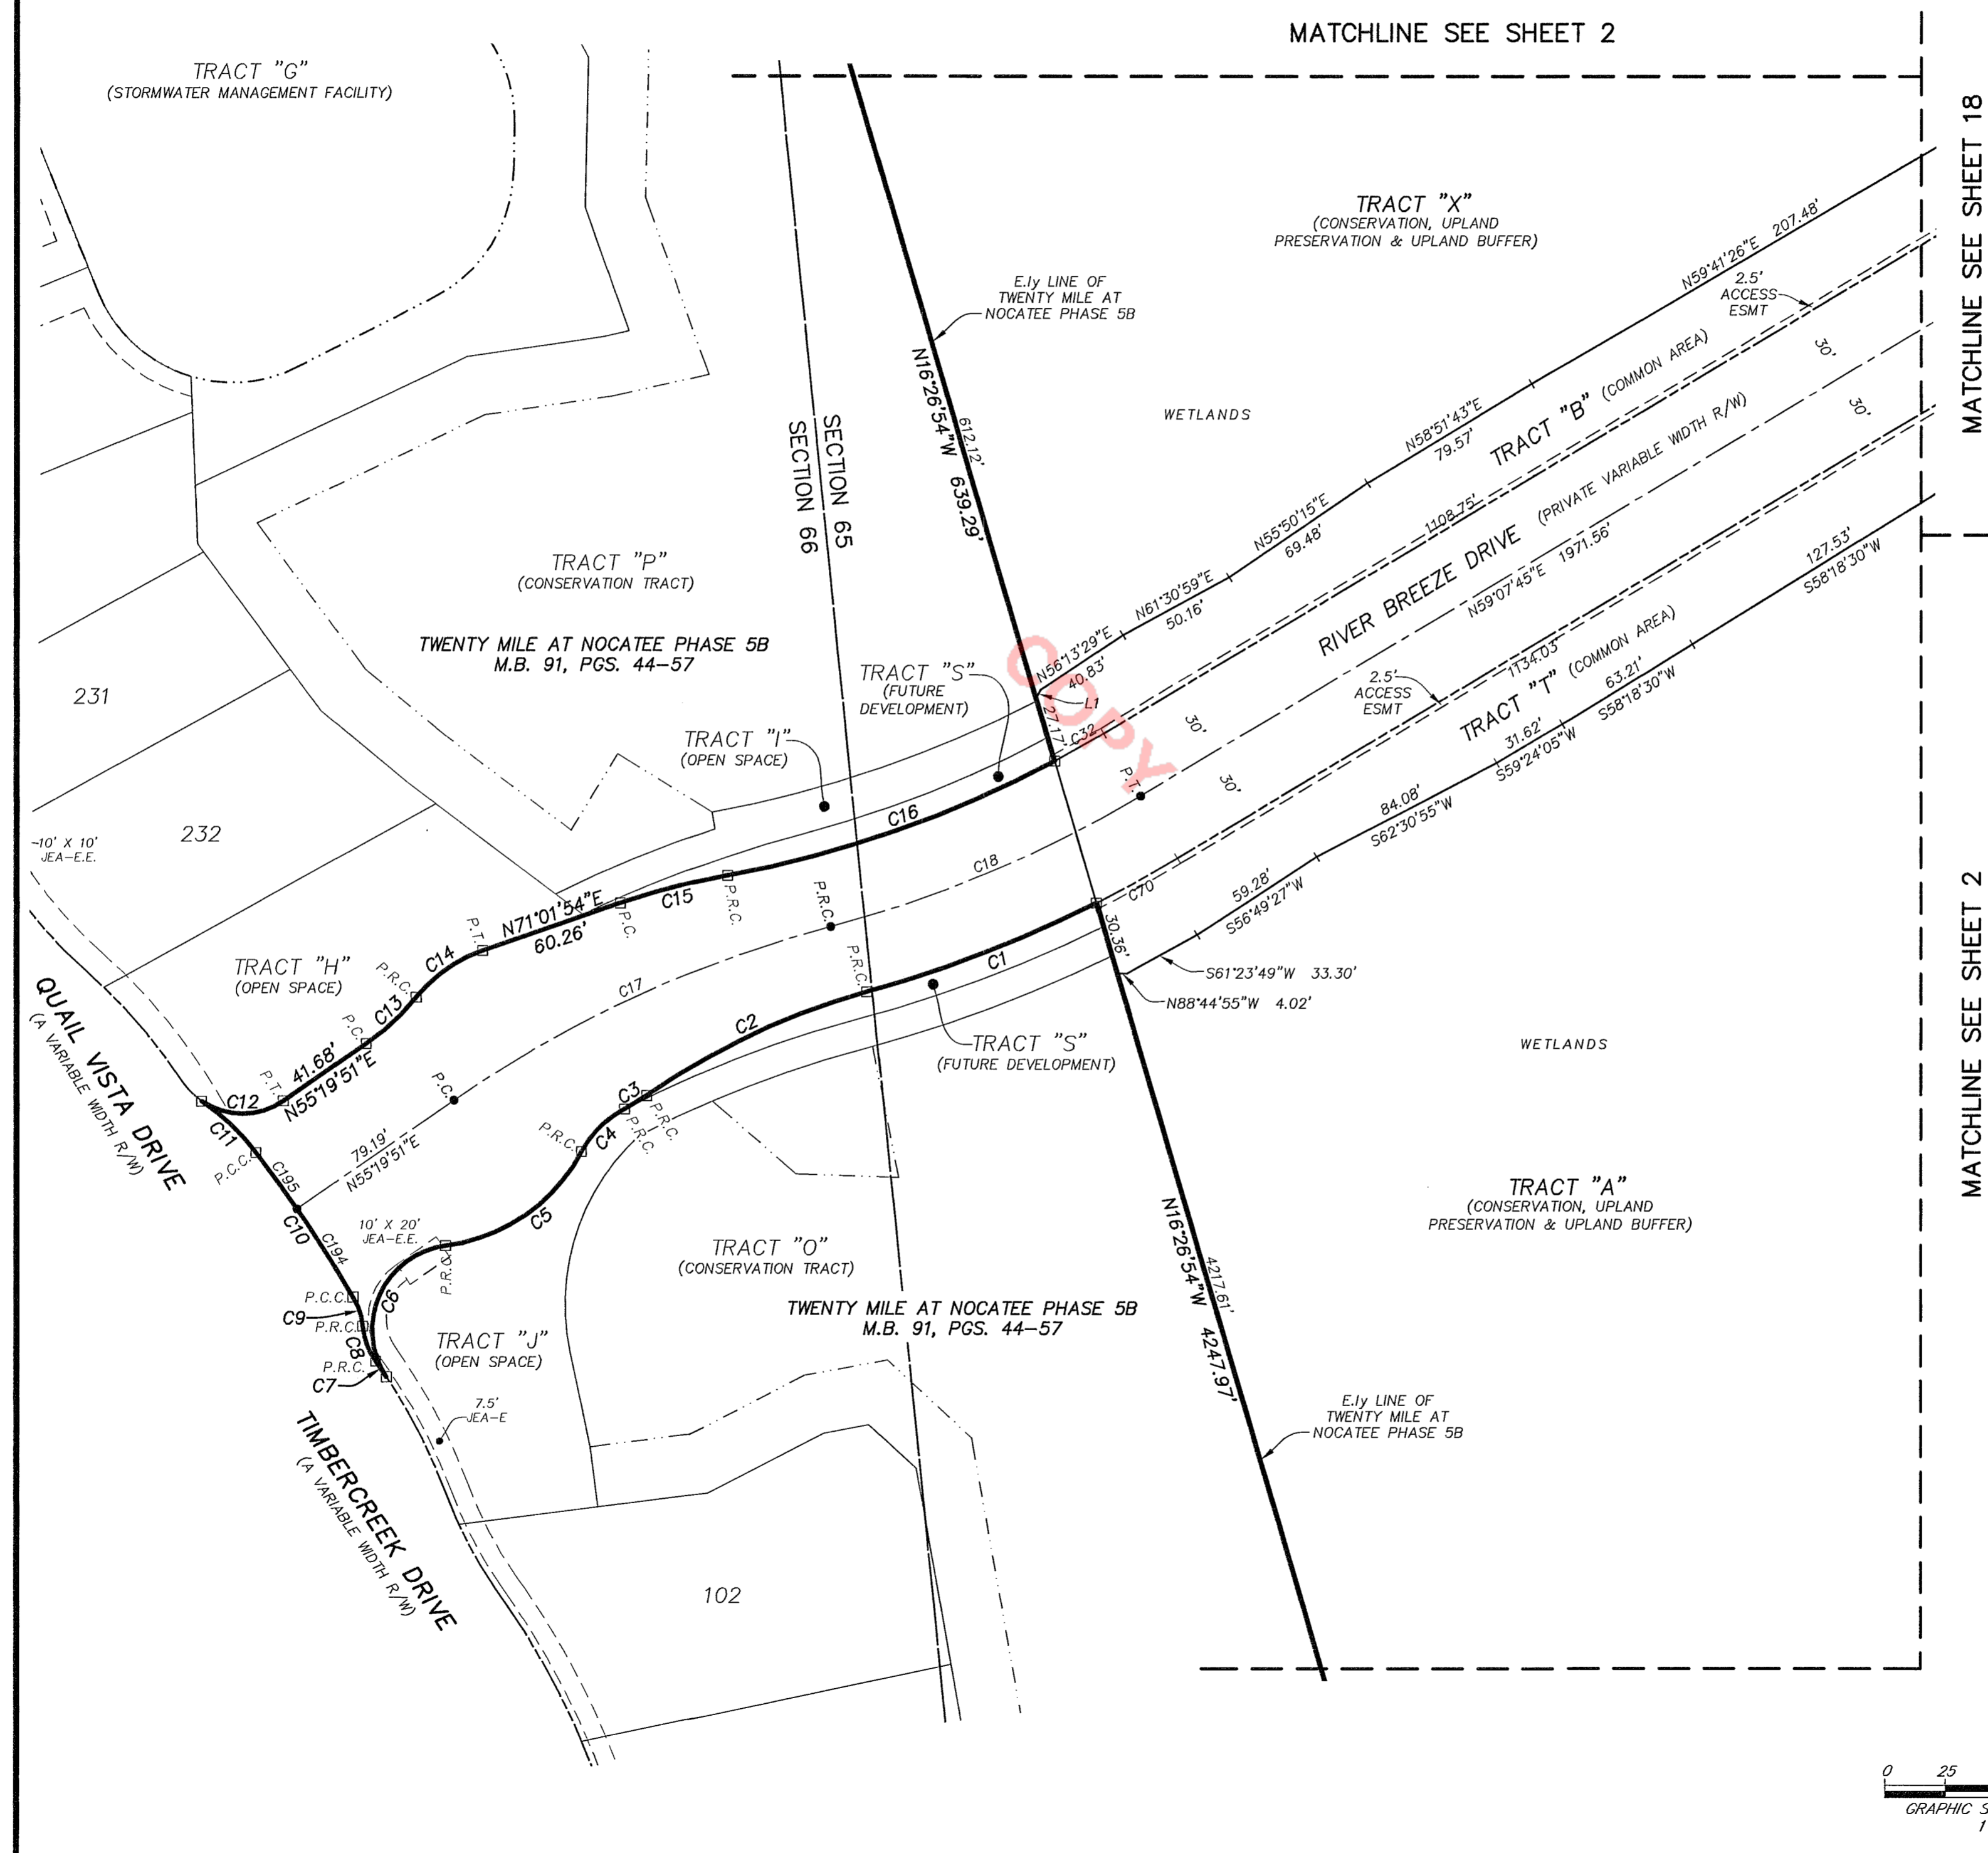 MATCHLINE SEE SHEET 2
MATCHLINE SEE SHEET 18
MATCHLINE SEE SHEET 2
TRACT "G"
(STORMWATER MANAGEMENT FACILITY)
TRACT "X"
(CONSERVATION, UPLAND
PRESERVATION & UPLAND BUFFER)
E.ly LINE OF
TWENTY MILE AT
NOCATEE PHASE 5B
N16°26'54"W 639.29'
612.12'
SECTION 65
SECTION 66
WETLANDS
N59°41'26"E 207.48'
2.5'
ACCESS
ESMT
30'
30'
N58°51'43"E
79.57'
TRACT "B" (COMMON AREA)
N55°50'15"E
69.48'
1108.75'
RIVER BREEZE DRIVE (PRIVATE VARIABLE WIDTH R/W)
N59°07'45"E 1971.56'
N61°30'59"E
50.16'
N56°13'29"E
40.83'
L1
27.17'
C32
30'
P.T.
30'
COPY
2.5'
ACCESS
ESMT
1134.03'
TRACT "T" (COMMON AREA)
127.53'
S58°18'30"W
63.21'
S58°18'30"W
31.62'
S59°24'05"W
84.08'
S62°30'55"W
59.28'
S56°49'27"W
S61°23'49"W 33.30'
N88°44'55"W 4.02'
30.36'
C70
TRACT "P"
(CONSERVATION TRACT)
TWENTY MILE AT NOCATEE PHASE 5B
M.B. 91, PGS. 44-57
TRACT "S"
(FUTURE
DEVELOPMENT)
TRACT "I"
(OPEN SPACE)
231
232
10' X 10'
JEA-E.E.
C16
C18
C15
P.R.C.
P.R.C.
P.R.C.
P.C.
N71°01'54"E
60.26'
P.T.
C14
P.R.C.
C13
P.C.
41.68'
N55°19'51"E
P.T.
C12
C11
P.C.C.
C195
TRACT "H"
(OPEN SPACE)
QUAIL VISTA DRIVE
(A VARIABLE WIDTH R/W)
C17
P.C.
79.19'
N55°19'51"E
C1
C2
C3
P.R.C.
P.R.C.
C4
P.R.C.
C5
TRACT "S"
(FUTURE DEVELOPMENT)
C10
C194
10' X 20'
JEA-E.E.
P.R.C.
C6
P.C.C.
C9
P.R.C.
C8
P.R.C.
C7
TRACT "O"
(CONSERVATION TRACT)
TWENTY MILE AT NOCATEE PHASE 5B
M.B. 91, PGS. 44-57
TRACT "J"
(OPEN SPACE)
7.5'
JEA-E
TIMBERCREEK DRIVE
(A VARIABLE WIDTH R/W)
102
WETLANDS
TRACT "A"
(CONSERVATION, UPLAND
PRESERVATION & UPLAND BUFFER)
N16°26'54"W 4247.97'
4217.61'
E.ly LINE OF
TWENTY MILE AT
NOCATEE PHASE 5B
0 25
GRAPHIC S
1